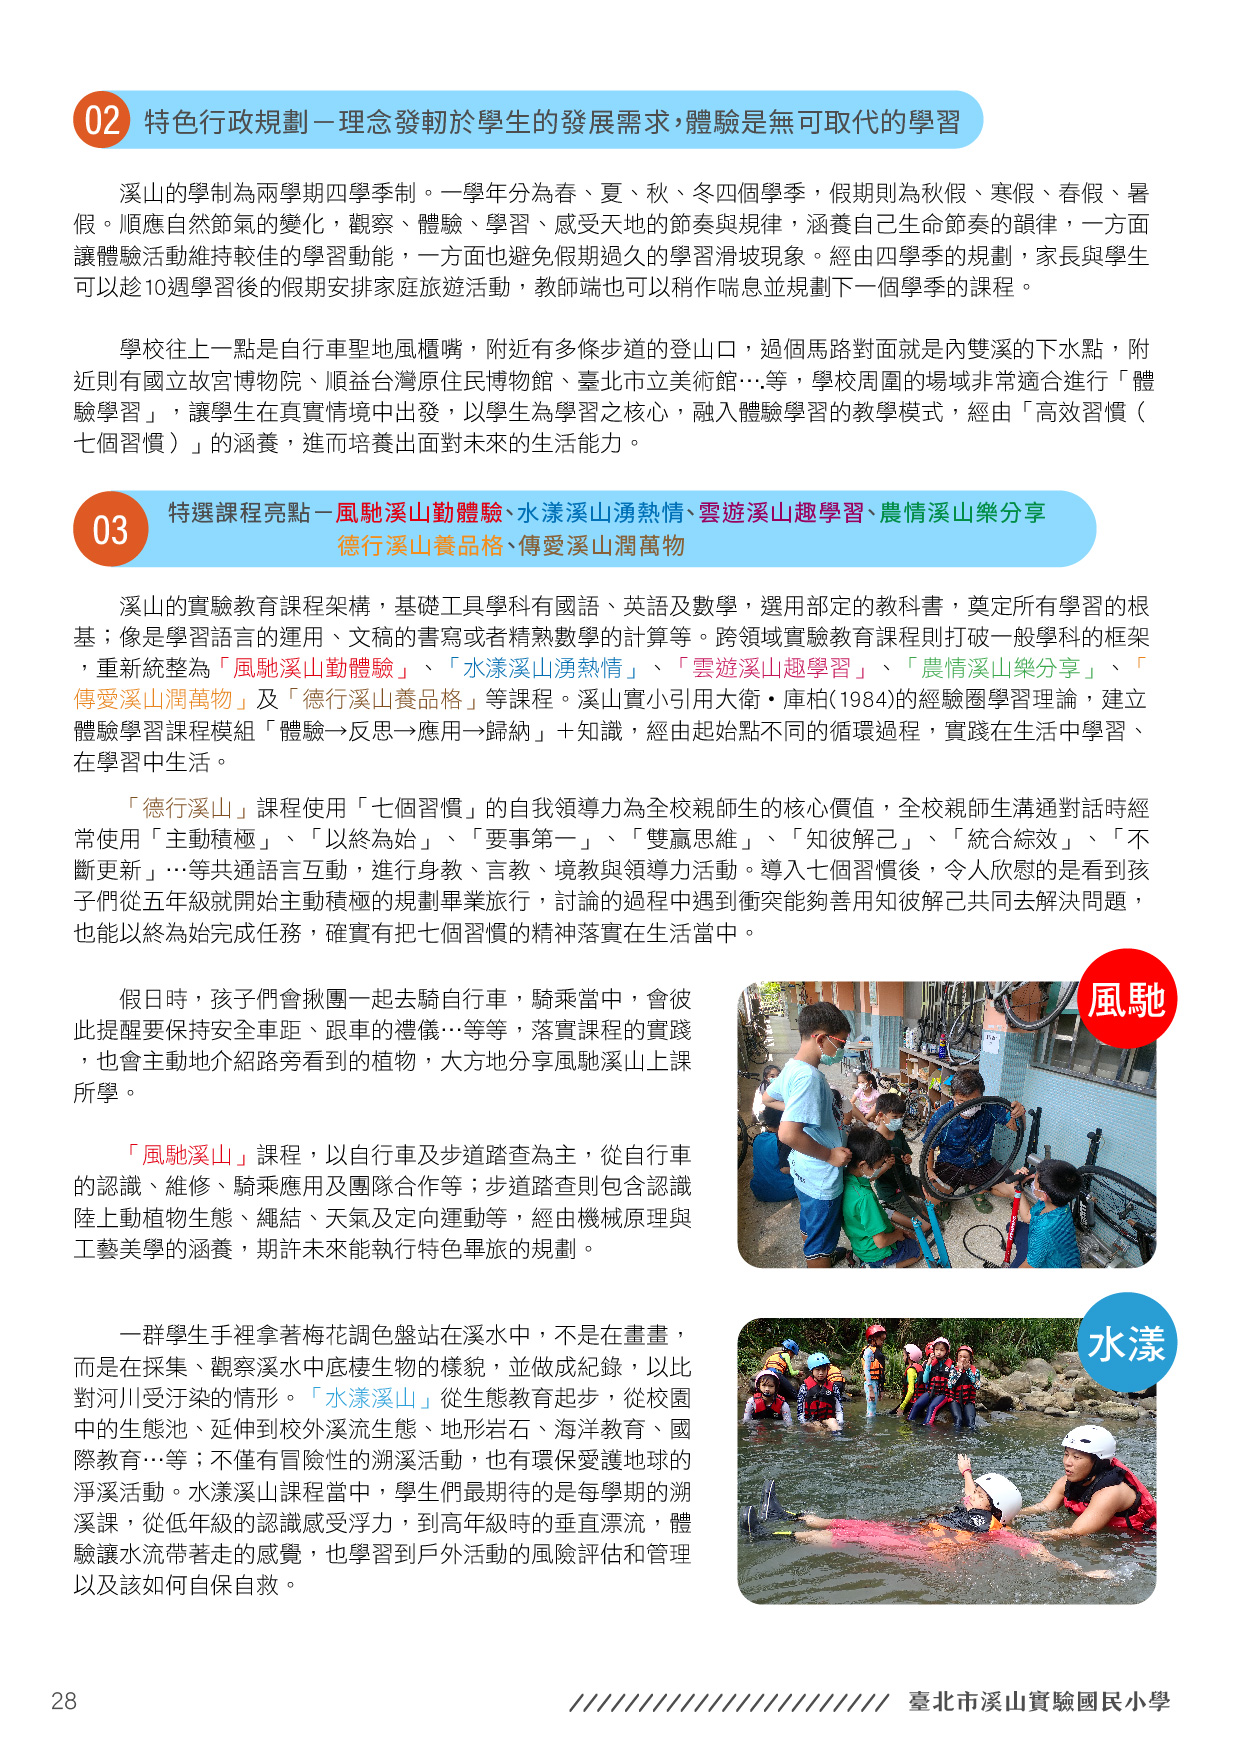 02 特色行政規劃－理念發軔於學生的發展需求，體驗是無可取代的學習
溪山的學制為兩學期四學季制。一學年分為春、夏、秋、冬四個學季，假期則為秋假、寒假、春假、暑
假。順應自然節氣的變化，觀察、體驗、學習、感受天地的節奏與規律，涵養自己生命節奏的韻律，一方面
讓體驗活動維持較佳的學習動能，一方面也避免假期過久的學習滑坡現象。經由四學季的規劃，家長與學生
可以趁10週學習後的假期安排家庭旅遊活動，教師端也可以稍作喘息並規劃下一個學季的課程。
學校往上一點是自行車聖地風櫃嘴，附近有多條步道的登山口，過個馬路對面就是內雙溪的下水點，附
近則有國立故宮博物院、順益台灣原住民博物館、臺北市立美術館⋯.等，學校周圍的場域非常適合進行「體
驗學習」，讓學生在真實情境中出發，以學生為學習之核心，融入體驗學習的教學模式，經由「高效習慣（
七個習慣）」的涵養，進而培養出面對未來的生活能力。
03 特選課程亮點－風馳溪山勤體驗、水漾溪山湧熱情、雲遊溪山趣學習、農情溪山樂分享
德行溪山養品格、傳愛溪山潤萬物
溪山的實驗教育課程架構，基礎工具學科有國語、英語及數學，選用部定的教科書，奠定所有學習的根
基；像是學習語言的運用、文稿的書寫或者精熟數學的計算等。跨領域實驗教育課程則打破一般學科的框架
，重新統整為「風馳溪山勤體驗」、「水漾溪山湧熱情」、「雲遊溪山趣學習」、「農情溪山樂分享」、「
傳愛溪山潤萬物」及「德行溪山養品格」等課程。溪山實小引用大衛•庫柏(1984)的經驗圈學習理論，建立
體驗學習課程模組「體驗→反思→應用→歸納」＋知識，經由起始點不同的循環過程，實踐在生活中學習、
在學習中生活。
「德行溪山」課程使用「七個習慣」的自我領導力為全校親師生的核心價值，全校親師生溝通對話時經
常使用「主動積極」、「以終為始」、「要事第一」、「雙贏思維」、「知彼解己」、「統合綜效」、「不
斷更新」⋯等共通語言互動，進行身教、言教、境教與領導力活動。導入七個習慣後，令人欣慰的是看到孩
子們從五年級就開始主動積極的規劃畢業旅行，討論的過程中遇到衝突能夠善用知彼解己共同去解決問題，
也能以終為始完成任務，確實有把七個習慣的精神落實在生活當中。
假日時，孩子們會揪團一起去騎自行車，騎乘當中，會彼
此提醒要保持安全車距、跟車的禮儀⋯等等，落實課程的實踐
，也會主動地介紹路旁看到的植物，大方地分享風馳溪山上課
所學。
風馳
「風馳溪山」課程，以自行車及步道踏查為主，從自行車
的認識、維修、騎乘應用及團隊合作等；步道踏查則包含認識
陸上動植物生態、繩結、天氣及定向運動等，經由機械原理與
工藝美學的涵養，期許未來能執行特色畢旅的規劃。
一群學生手裡拿著梅花調色盤站在溪水中，不是在畫畫，
而是在採集、觀察溪水中底棲生物的樣貌，並做成紀錄，以比
對河川受汙染的情形。「水漾溪山」從生態教育起步，從校園
中的生態池、延伸到校外溪流生態、地形岩石、海洋教育、國
際教育⋯等；不僅有冒險性的溯溪活動，也有環保愛護地球的
淨溪活動。水漾溪山課程當中，學生們最期待的是每學期的溯
溪課，從低年級的認識感受浮力，到高年級時的垂直漂流，體
驗讓水流帶著走的感覺，也學習到戶外活動的風險評估和管理
以及該如何自保自救。
水漾
28
臺北市溪山實驗國民小學